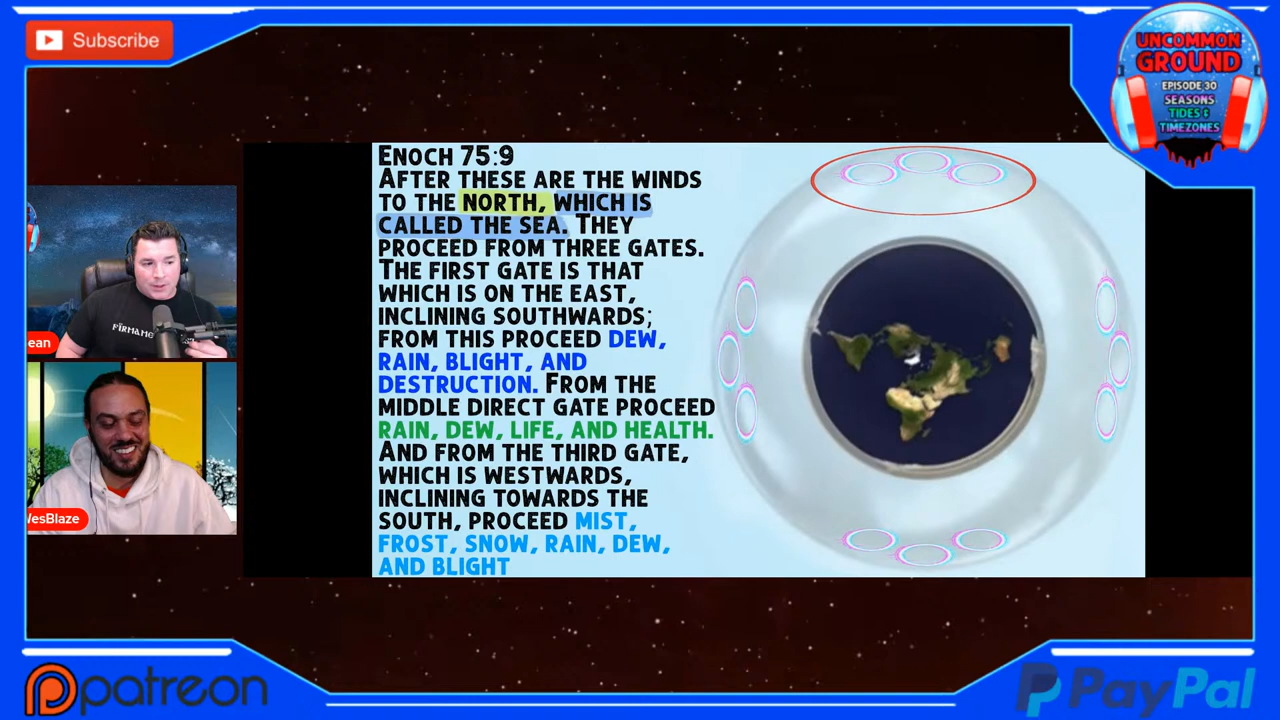 Subscribe
UNCOMMON
GROUND
EPISODE 30
SEASONS
TIDES &
TIMEZONES
ENOCH 75:9
AFTER THESE ARE THE WINDS
TO THE NORTH, WHICH IS
CALLED THE SEA. THEY
PROCEED FROM THREE GATES.
THE FIRST GATE IS THAT
WHICH IS ON THE EAST,
INCLINING SOUTHWARDS;
FROM THIS PROCEED DEW,
RAIN, BLIGHT, AND
DESTRUCTION. FROM THE
MIDDLE DIRECT GATE PROCEED
RAIN, DEW, LIFE, AND HEALTH.
AND FROM THE THIRD GATE,
WHICH IS WESTWARDS,
INCLINING TOWARDS THE
SOUTH, PROCEED MIST,
FROST, SNOW, RAIN, DEW,
AND BLIGHT
FIRMAME
ean
WesBlaze
patreon
PayPal